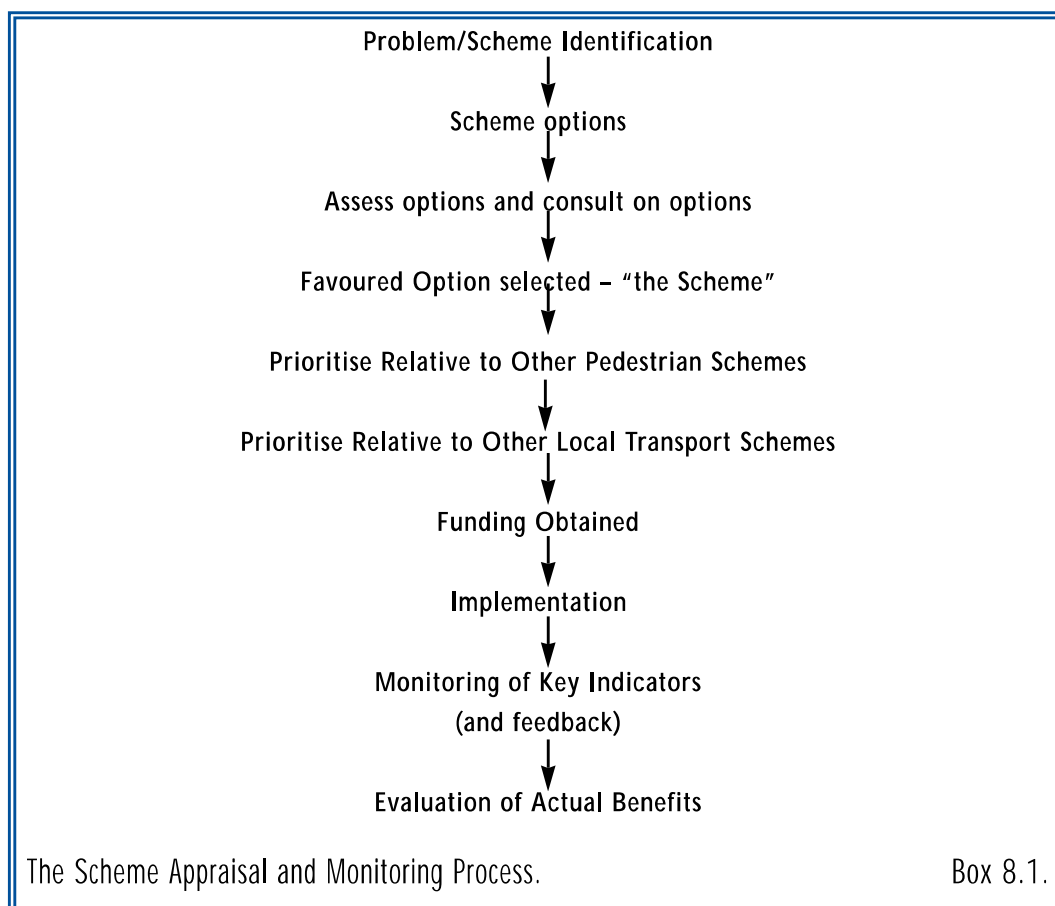 Problem/Scheme Identification
Scheme options
Assess options and consult on options
Favoured Option selected – “the Scheme”
Prioritise Relative to Other Pedestrian Schemes
Prioritise Relative to Other Local Transport Schemes
Funding Obtained
Implementation
Monitoring of Key Indicators
(and feedback)
Evaluation of Actual Benefits
The Scheme Appraisal and Monitoring Process. Box 8.1.